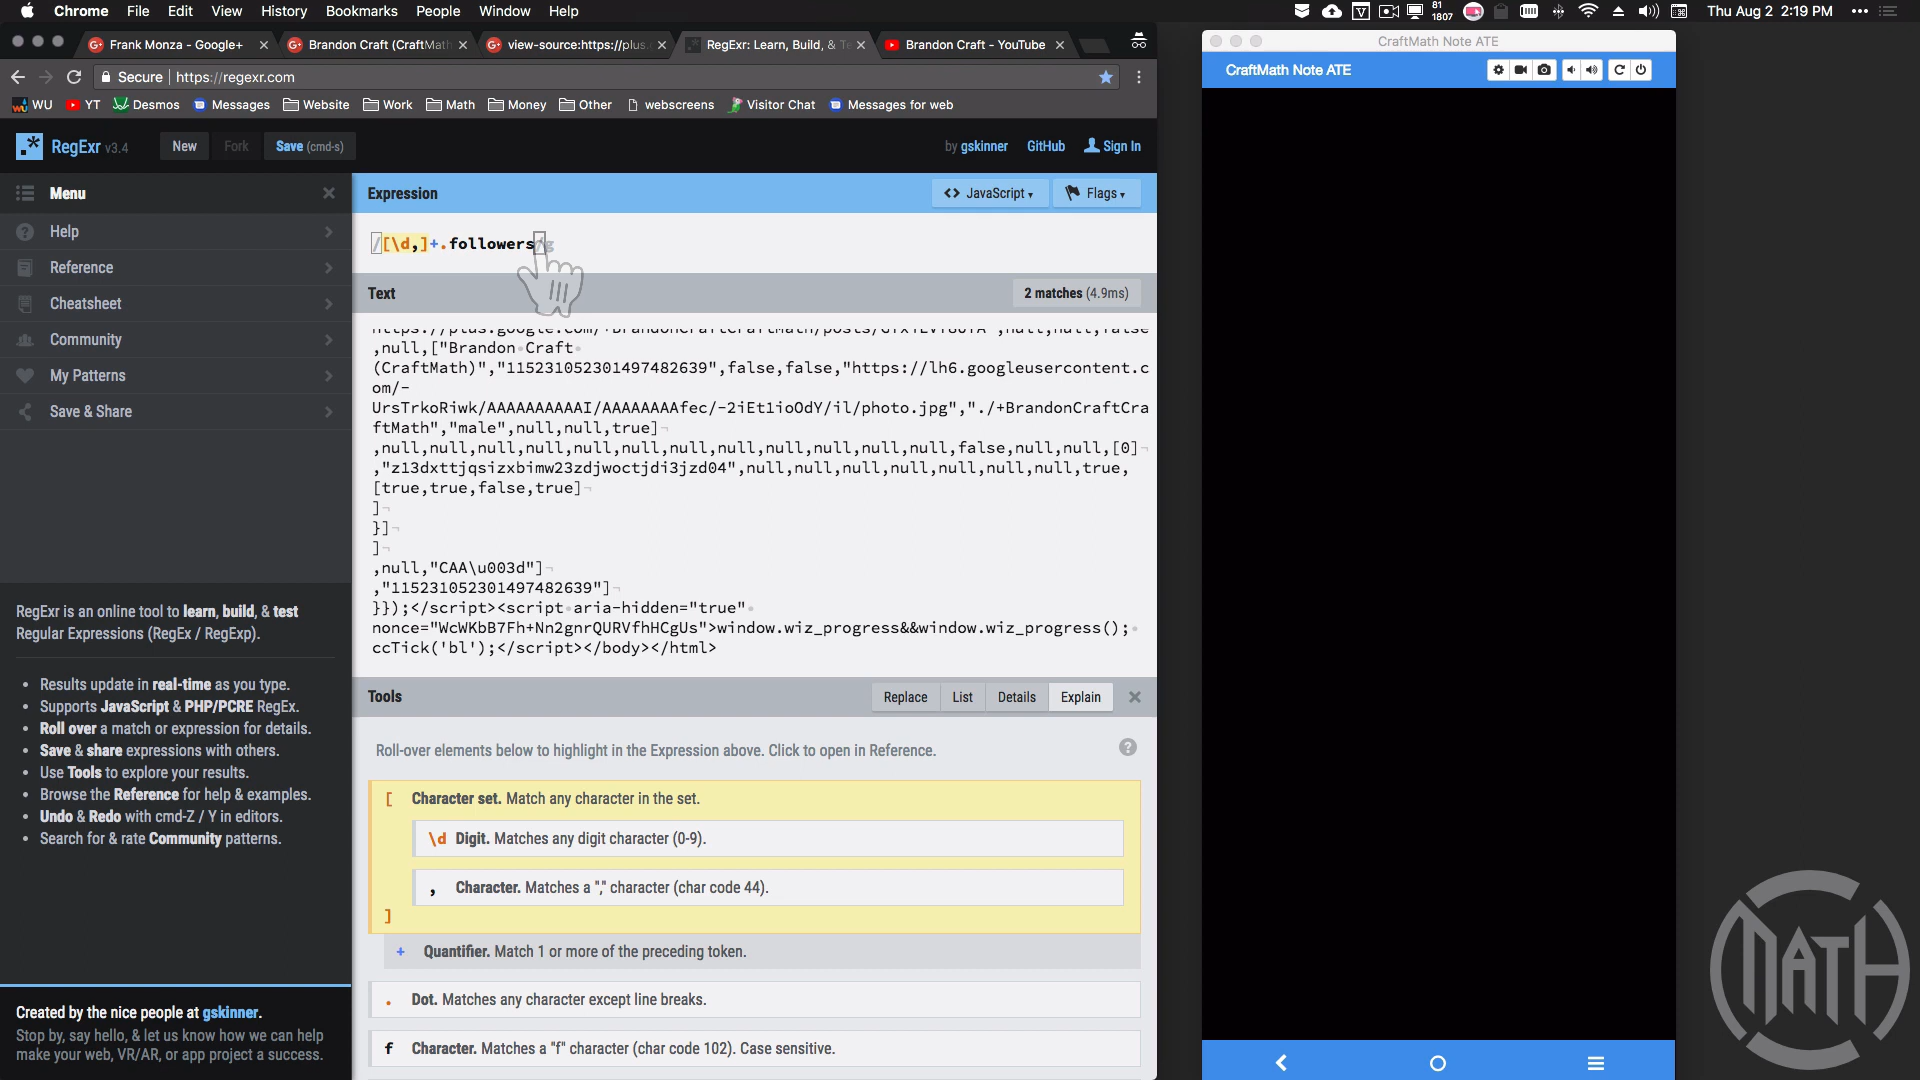 Chrome File Edit View History Bookmarks People Window Help
81
1807
Thu Aug 2 2:19 PM
Frank Monza - Google+
Brandon Craft (CraftMath
view-source:https://plus.
RegExr: Learn, Build, & Te
Brandon Craft - YouTube
Secure https://regexr.com
WU YT Desmos Messages Website Work Math Money Other webscreens Visitor Chat Messages for web
RegExr v3.4 New Fork Save (cmd-s)
by gskinner GitHub Sign In
Menu
Help
Reference
Cheatsheet
Community
My Patterns
Save & Share
RegExr is an online tool to learn, build, & test
Regular Expressions (RegEx / RegExp).
• Results update in real-time as you type.
• Supports JavaScript & PHP/PCRE RegEx.
• Roll over a match or expression for details.
• Save & share expressions with others.
• Use Tools to explore your results.
• Browse the Reference for help & examples.
• Undo & Redo with cmd-Z / Y in editors.
• Search for & rate Community patterns.
Created by the nice people at gskinner.
Stop by, say hello, & let us know how we can help
make your web, VR/AR, or app project a success.
Expression
<> JavaScript Flags
/[\d,]+.followers/g
Text
2 matches (4.9ms)
,null,["Brandon Craft
(CraftMath)","115231052301497482639",false,false,"https://lh6.googleusercontent.c
om/-
UrsTrkoRiwk/AAAAAAAAAAI/AAAAAAAAfec/-2iEt1ioOdY/il/photo.jpg","./+BrandonCraftCra
ftMath","male",null,null,true]
,null,null,null,null,null,null,null,null,null,null,null,null,false,null,null,[0]
,"z13dxttjqsizxbimw23zdjwoctjdi3jzd04",null,null,null,null,null,null,null,true,
[true,true,false,true]
]
}]
]
,null,"CAA\u003d"]
,"115231052301497482639"]
}});</script><script aria-hidden="true"
nonce="WcWKbB7Fh+Nn2gnrQURVfhHCgUs">window.wiz_progress&&window.wiz_progress();
ccTick('bl');</script></body></html>
Tools
Replace List Details Explain
Roll-over elements below to highlight in the Expression above. Click to open in Reference.
[ Character set. Match any character in the set.
\d Digit. Matches any digit character (0-9).
, Character. Matches a "," character (char code 44).
]
+ Quantifier. Match 1 or more of the preceding token.
. Dot. Matches any character except line breaks.
f Character. Matches a "f" character (char code 102). Case sensitive.
CraftMath Note ATE
CraftMath Note ATE
MATH